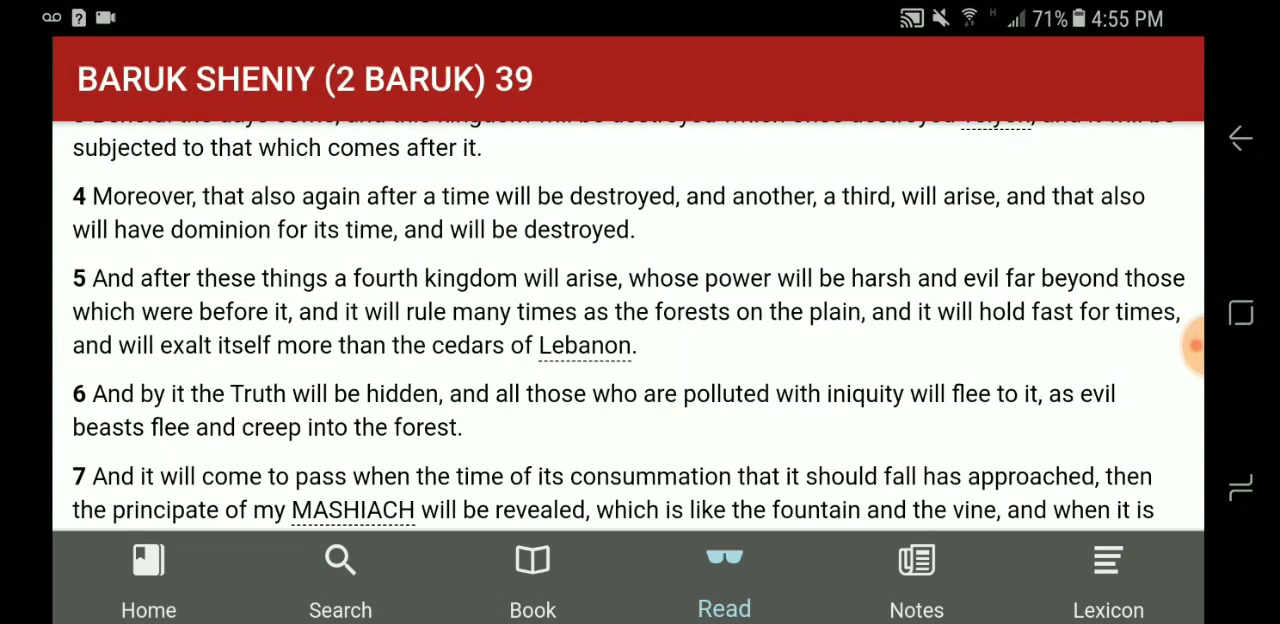 H 71% 4:55 PM
BARUK SHENIY (2 BARUK) 39
subjected to that which comes after it.
4 Moreover, that also again after a time will be destroyed, and another, a third, will arise, and that also
will have dominion for its time, and will be destroyed.
5 And after these things a fourth kingdom will arise, whose power will be harsh and evil far beyond those
which were before it, and it will rule many times as the forests on the plain, and it will hold fast for times,
and will exalt itself more than the cedars of Lebanon.
6 And by it the Truth will be hidden, and all those who are polluted with iniquity will flee to it, as evil
beasts flee and creep into the forest.
7 And it will come to pass when the time of its consummation that it should fall has approached, then
the principate of my MASHIACH will be revealed, which is like the fountain and the vine, and when it is
Home Search Book Read Notes Lexicon